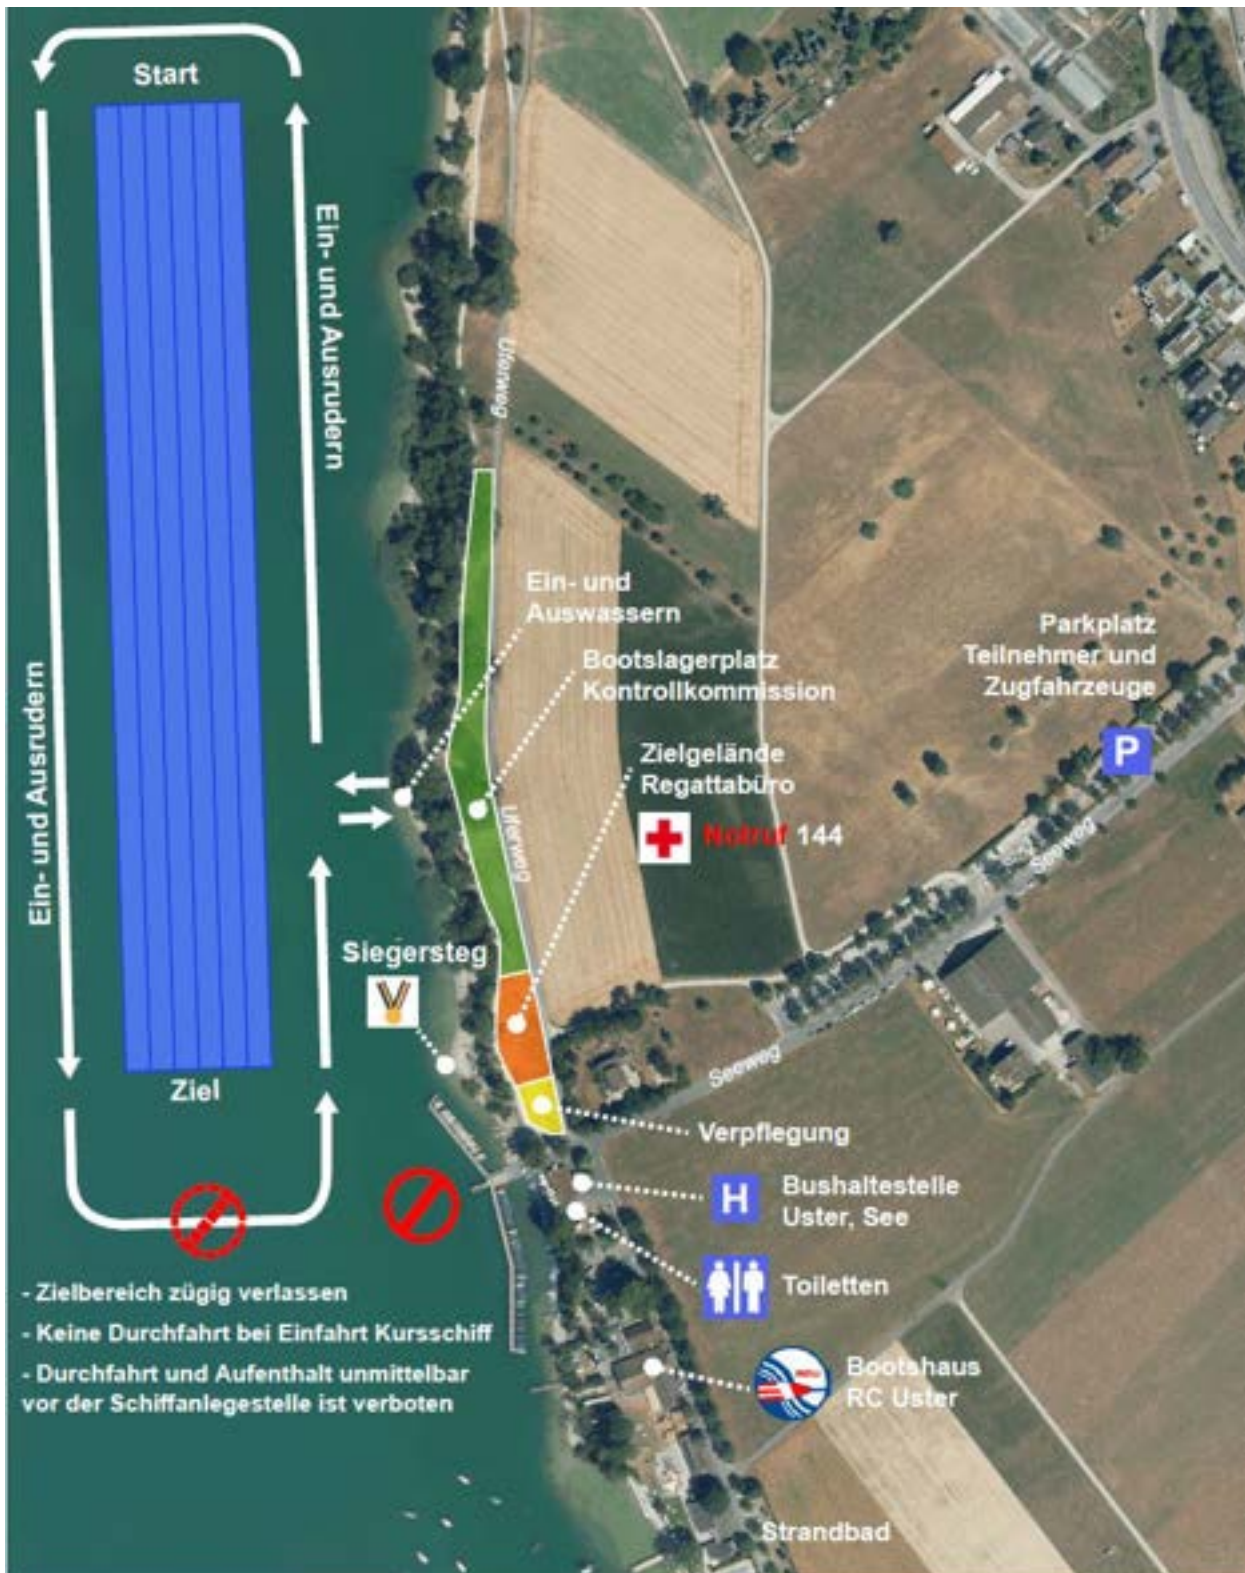 Start
Ein- und Ausrudern
Uferweg
Ein- und
Auswassern
Bootslagerplatz
Kontrollkommission
Parkplatz
Teilnehmer und
Zugfahrzeuge
P
Zielgelände
Regattabüro
Notruf 144
Uferweg
Seeweg
Ein- und Ausrudern
Siegersteg
Seeweg
Ziel
Verpflegung
H
Bushaltestelle
Uster, See
Toiletten
- Zielbereich zügig verlassen
- Keine Durchfahrt bei Einfahrt Kursschiff
- Durchfahrt und Aufenthalt unmittelbar
vor der Schiffanlegestelle ist verboten
Bootshaus
RC Uster
Strandbad